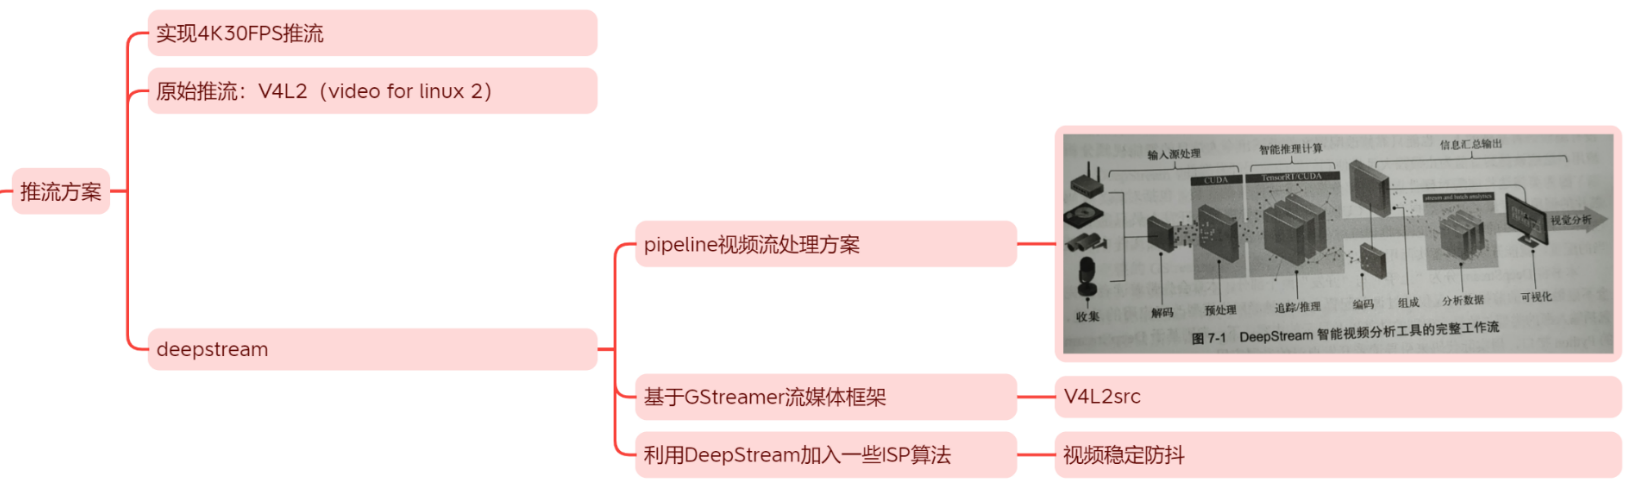 实现4K30FPS推流
原始推流：V4L2（video for linux 2）
推流方案
deepstream
pipeline视频流处理方案
输入源处理
智能推理计算
信息汇总输出
CUDA
TensorRT/CUDA
视觉分析
收集
解码
预处理
追踪/推理
编码
组成
分析数据
可视化
图 7-1 DeepStream 智能视频分析工具的完整工作流
基于GStreamer流媒体框架
V4L2src
利用DeepStream加入一些ISP算法
视频稳定防抖